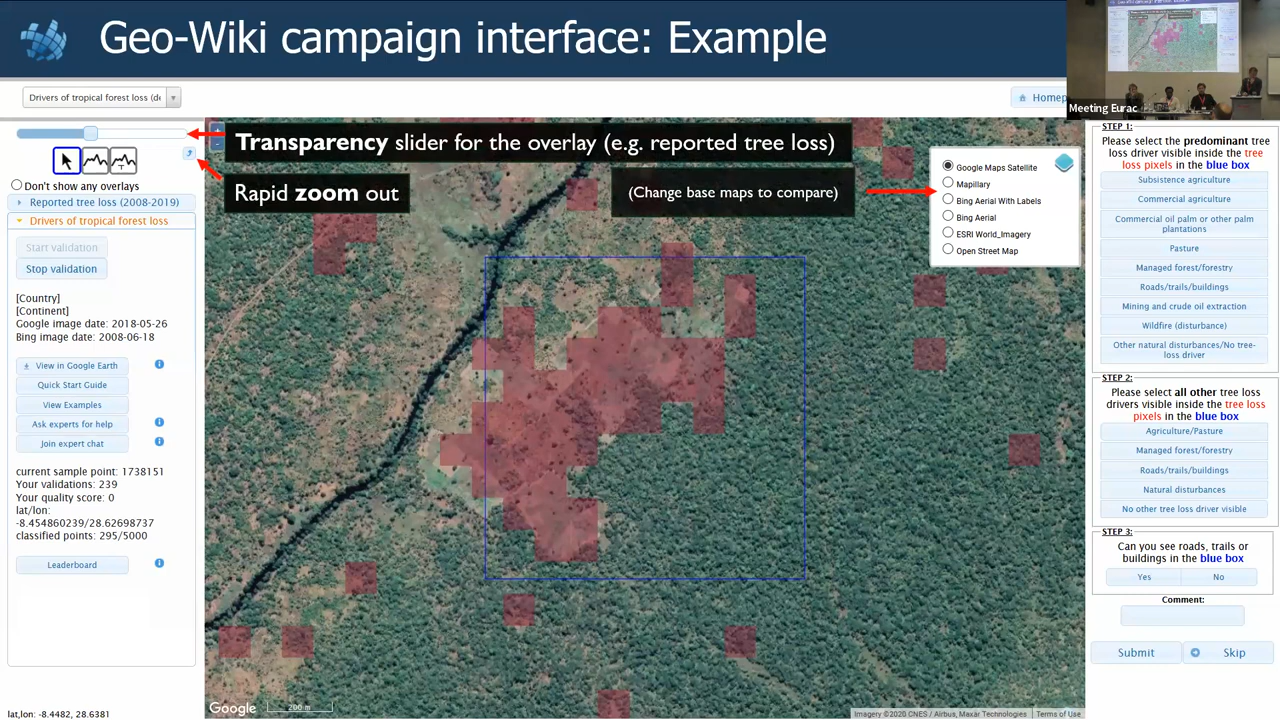 Geo-Wiki campaign interface: Example
Meeting Eurac
Drivers of tropical forest loss (de
Homep
Transparency slider for the overlay (e.g. reported tree loss)
Rapid zoom out
(Change base maps to compare)
Don't show any overlays
Reported tree loss (2008-2019)
Drivers of tropical forest loss
Start validation
Stop validation
[Country]
[Continent]
Google image date: 2018-05-26
Bing image date: 2008-06-18
View in Google Earth
Quick Start Guide
View Examples
Ask experts for help
Join expert chat
current sample point: 1738151
Your validations: 239
Your quality score: 0
lat/lon:
-8.454860239/28.62698737
classified points: 295/5000
Leaderboard
lat,lon: -8.4482, 28.6381
Google Maps Satellite
Mapillary
Bing Aerial With Labels
Bing Aerial
ESRI World_Imagery
Open Street Map
Google
200 m
Imagery ©2020 CNES / Airbus, Maxar Technologies
Terms of Use
STEP 1:
Please select the predominant tree
loss driver visible inside the tree
loss pixels in the blue box
Subsistence agriculture
Commercial agriculture
Commercial oil palm or other palm
plantations
Pasture
Managed forest/forestry
Roads/trails/buildings
Mining and crude oil extraction
Wildfire (disturbance)
Other natural disturbances/No tree-
loss driver
STEP 2:
Please select all other tree loss
drivers visible inside the tree loss
pixels in the blue box
Agriculture/Pasture
Managed forest/forestry
Roads/trails/buildings
Natural disturbances
No other tree loss driver visible
STEP 3:
Can you see roads, trails or
buildings in the blue box
Yes
No
Comment:
Submit
Skip